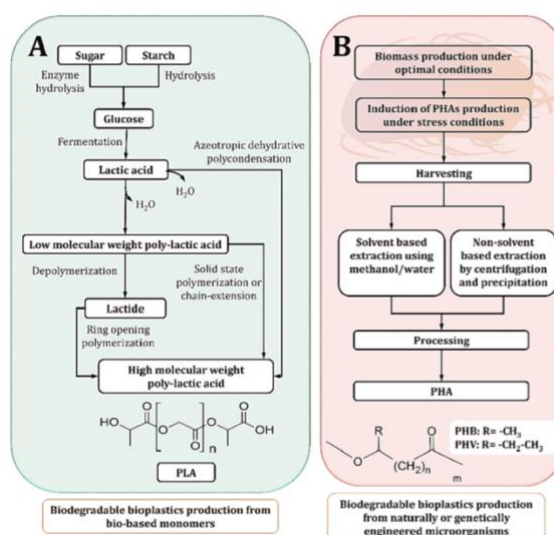 A
Sugar
Starch
Enzyme
hydrolysis
Hydrolysis
Glucose
Fermentation
Azeotropic dehydrative
polycondensation
Lactic acid
H₂O
H₂O
Low molecular weight poly-lactic acid
Depolymerization
Solid state
polymerization or
chain-extension
Lactide
Ring opening
polymerization
High molecular weight
poly-lactic acid
HO
O
O
O
O
O
OH
n
PLA
Biodegradable bioplastics production from
bio-based monomers
B
Biomass production under
optimal conditions
Induction of PHAs production
under stress conditions
Harvesting
Solvent based
extraction using
methanol/water
Non-solvent
based extraction
by centrifugation
and precipitation
Processing
PHA
R
O
O
(CH₂)n
m
PHB: R= -CH₃
PHV: R= -CH₂-CH₃
Biodegradable bioplastics production
from naturally or genetically
engineered microorganisms